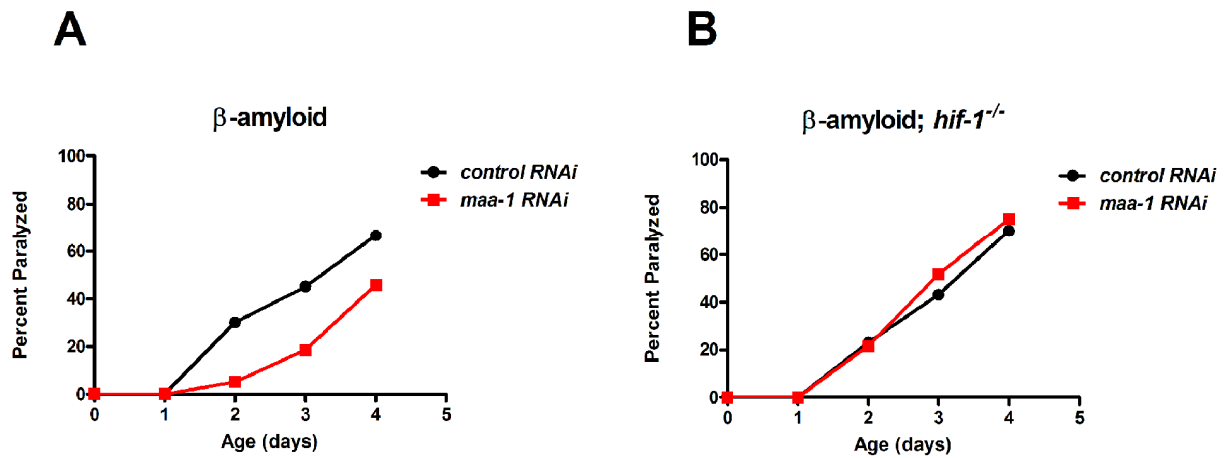 A
β-amyloid
Percent Paralyzed
100
80
60
40
20
0
0 1 2 3 4 5
Age (days)
control RNAi
maa-1 RNAi
B
β-amyloid; hif-1-/-
Percent Paralyzed
100
80
60
40
20
0
0 1 2 3 4 5
Age (days)
control RNAi
maa-1 RNAi